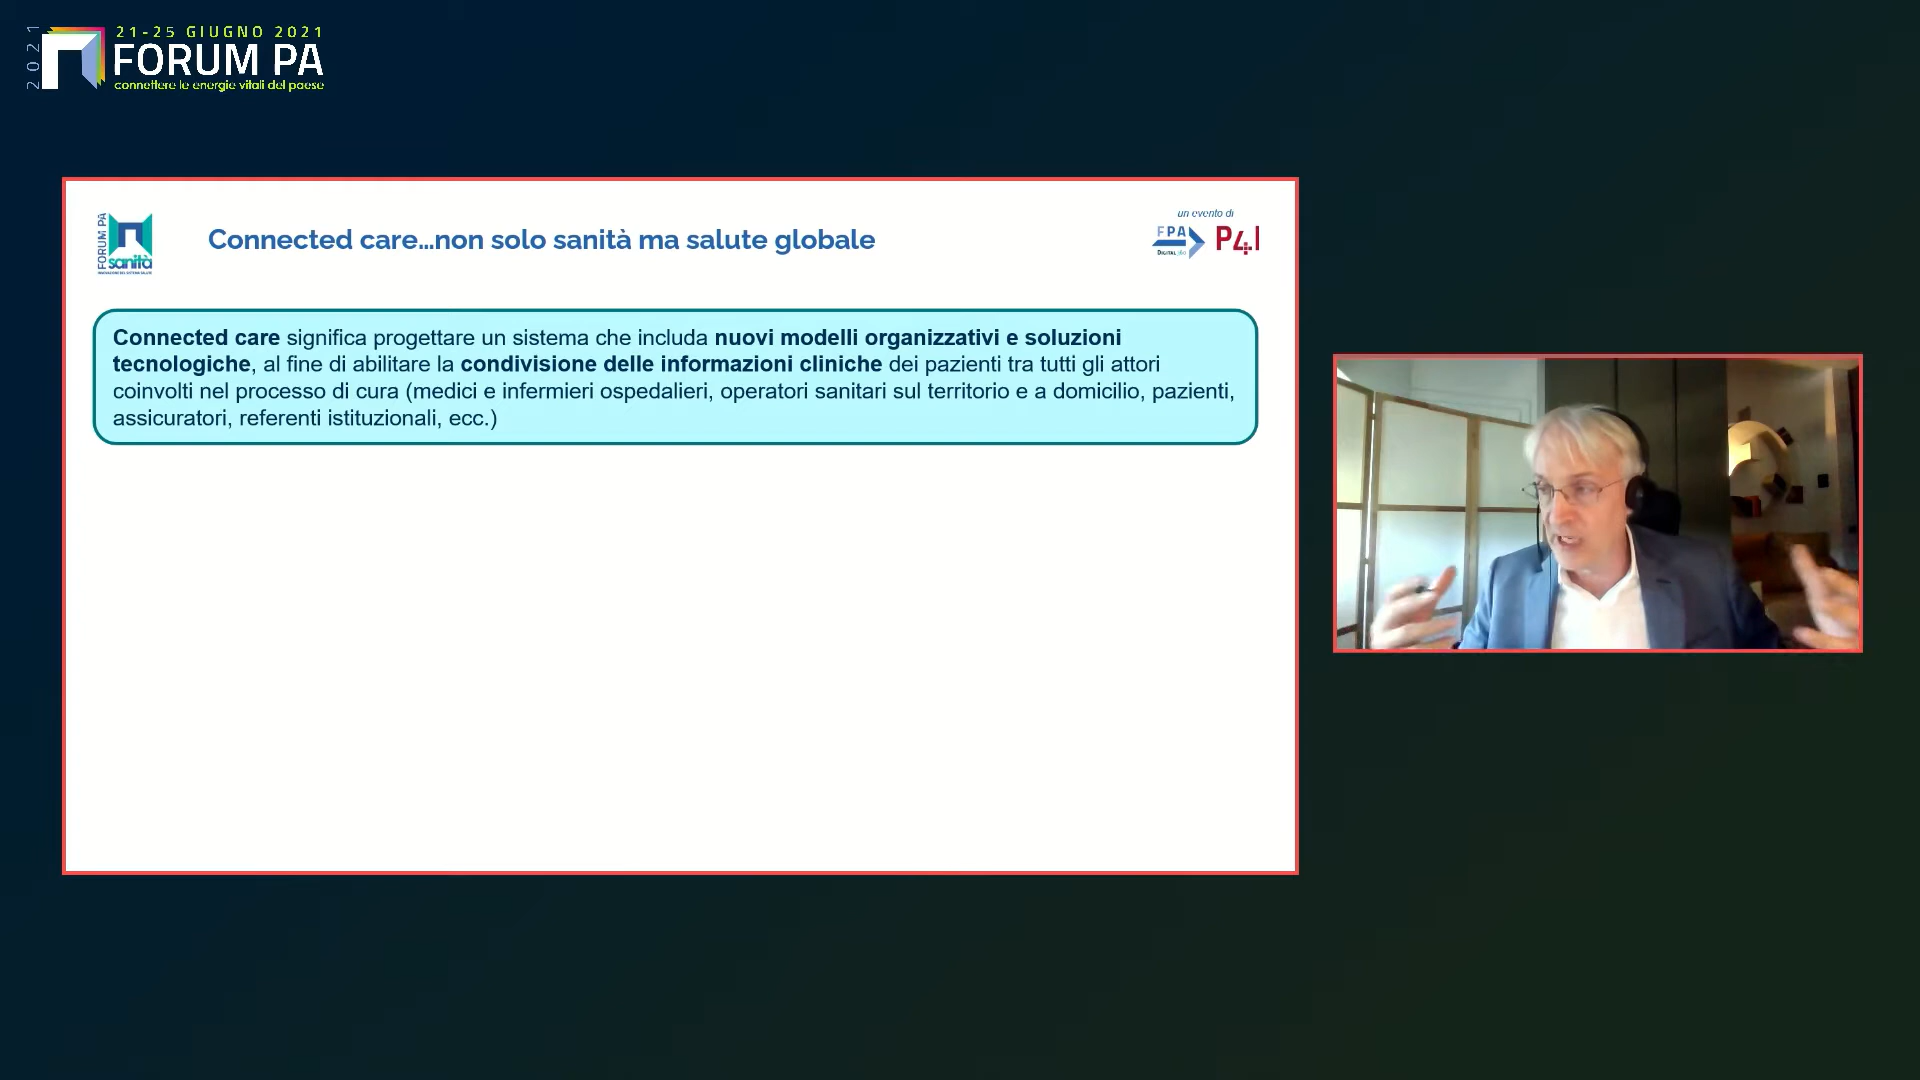 2021
21-25 GIUGNO 2021
FORUM PA
connettere le energie vitali del paese
FORUM PA
sanità
Connected care…non solo sanità ma salute globale
un evento di
FPA
DIGITAL360
P4I
Connected care significa progettare un sistema che includa nuovi modelli organizzativi e soluzioni
tecnologiche, al fine di abilitare la condivisione delle informazioni cliniche dei pazienti tra tutti gli attori
coinvolti nel processo di cura (medici e infermieri ospedalieri, operatori sanitari sul territorio e a domicilio, pazienti,
assicuratori, referenti istituzionali, ecc.)